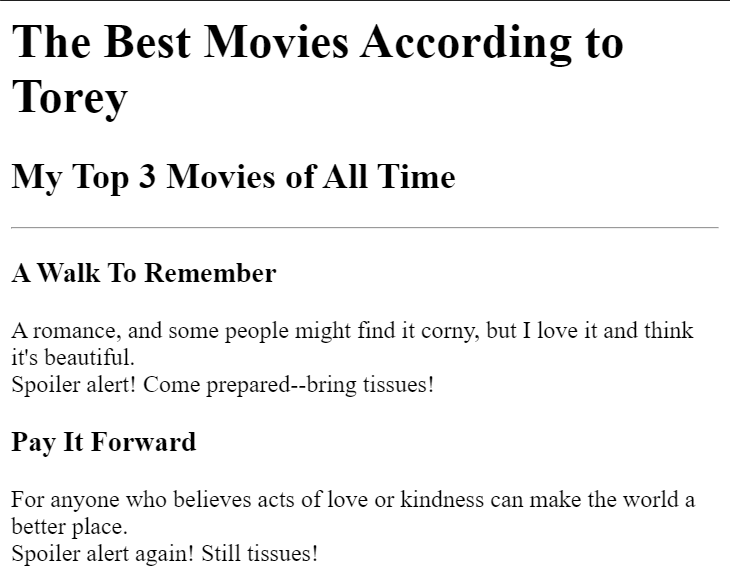 The Best Movies According to
Torey
My Top 3 Movies of All Time
A Walk To Remember
A romance, and some people might find it corny, but I love it and think
it's beautiful.
Spoiler alert! Come prepared--bring tissues!
Pay It Forward
For anyone who believes acts of love or kindness can make the world a
better place.
Spoiler alert again! Still tissues!